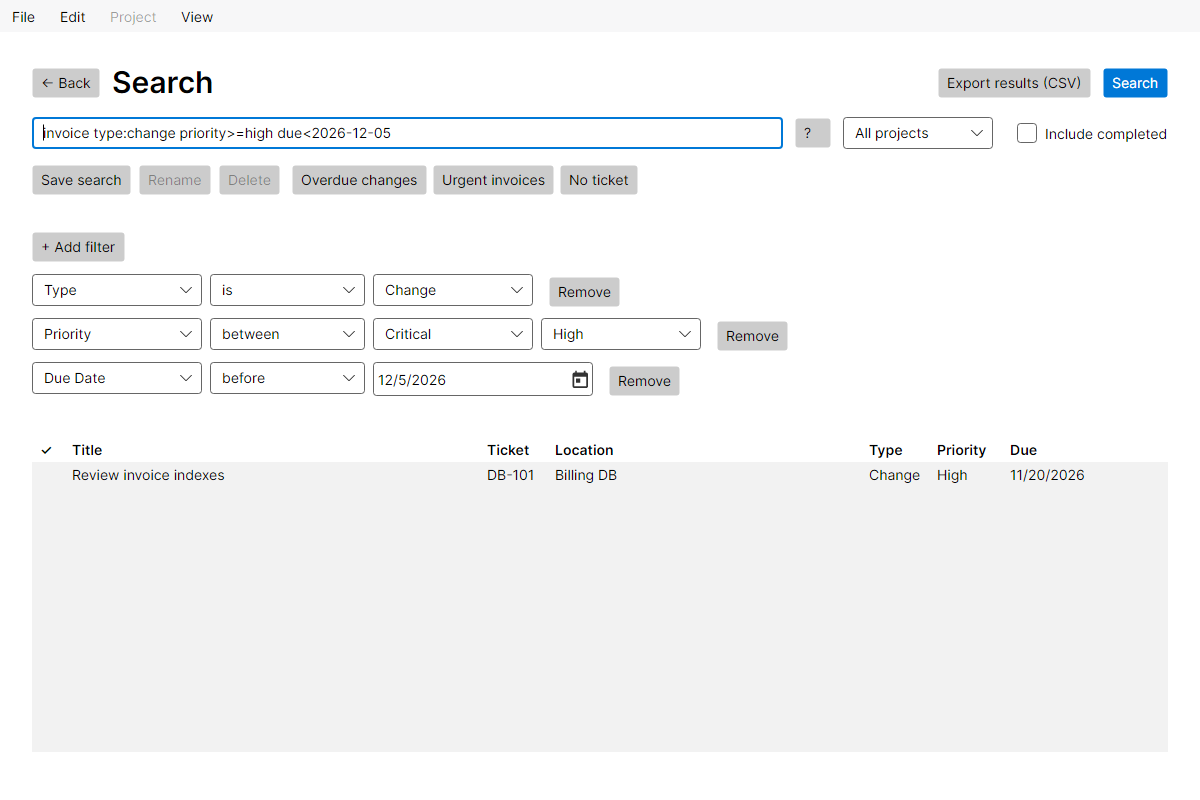 File Edit Project View
← Back Search Export results (CSV) Search
invoice type:change priority>=high due<2026-12-05 ? All projects Include completed
Save search Rename Delete Overdue changes Urgent invoices No ticket
+ Add filter
Type is Change Remove
Priority between Critical High Remove
Due Date before 12/5/2026 Remove
✓ Title Ticket Location Type Priority Due
Review invoice indexes DB-101 Billing DB Change High 11/20/2026